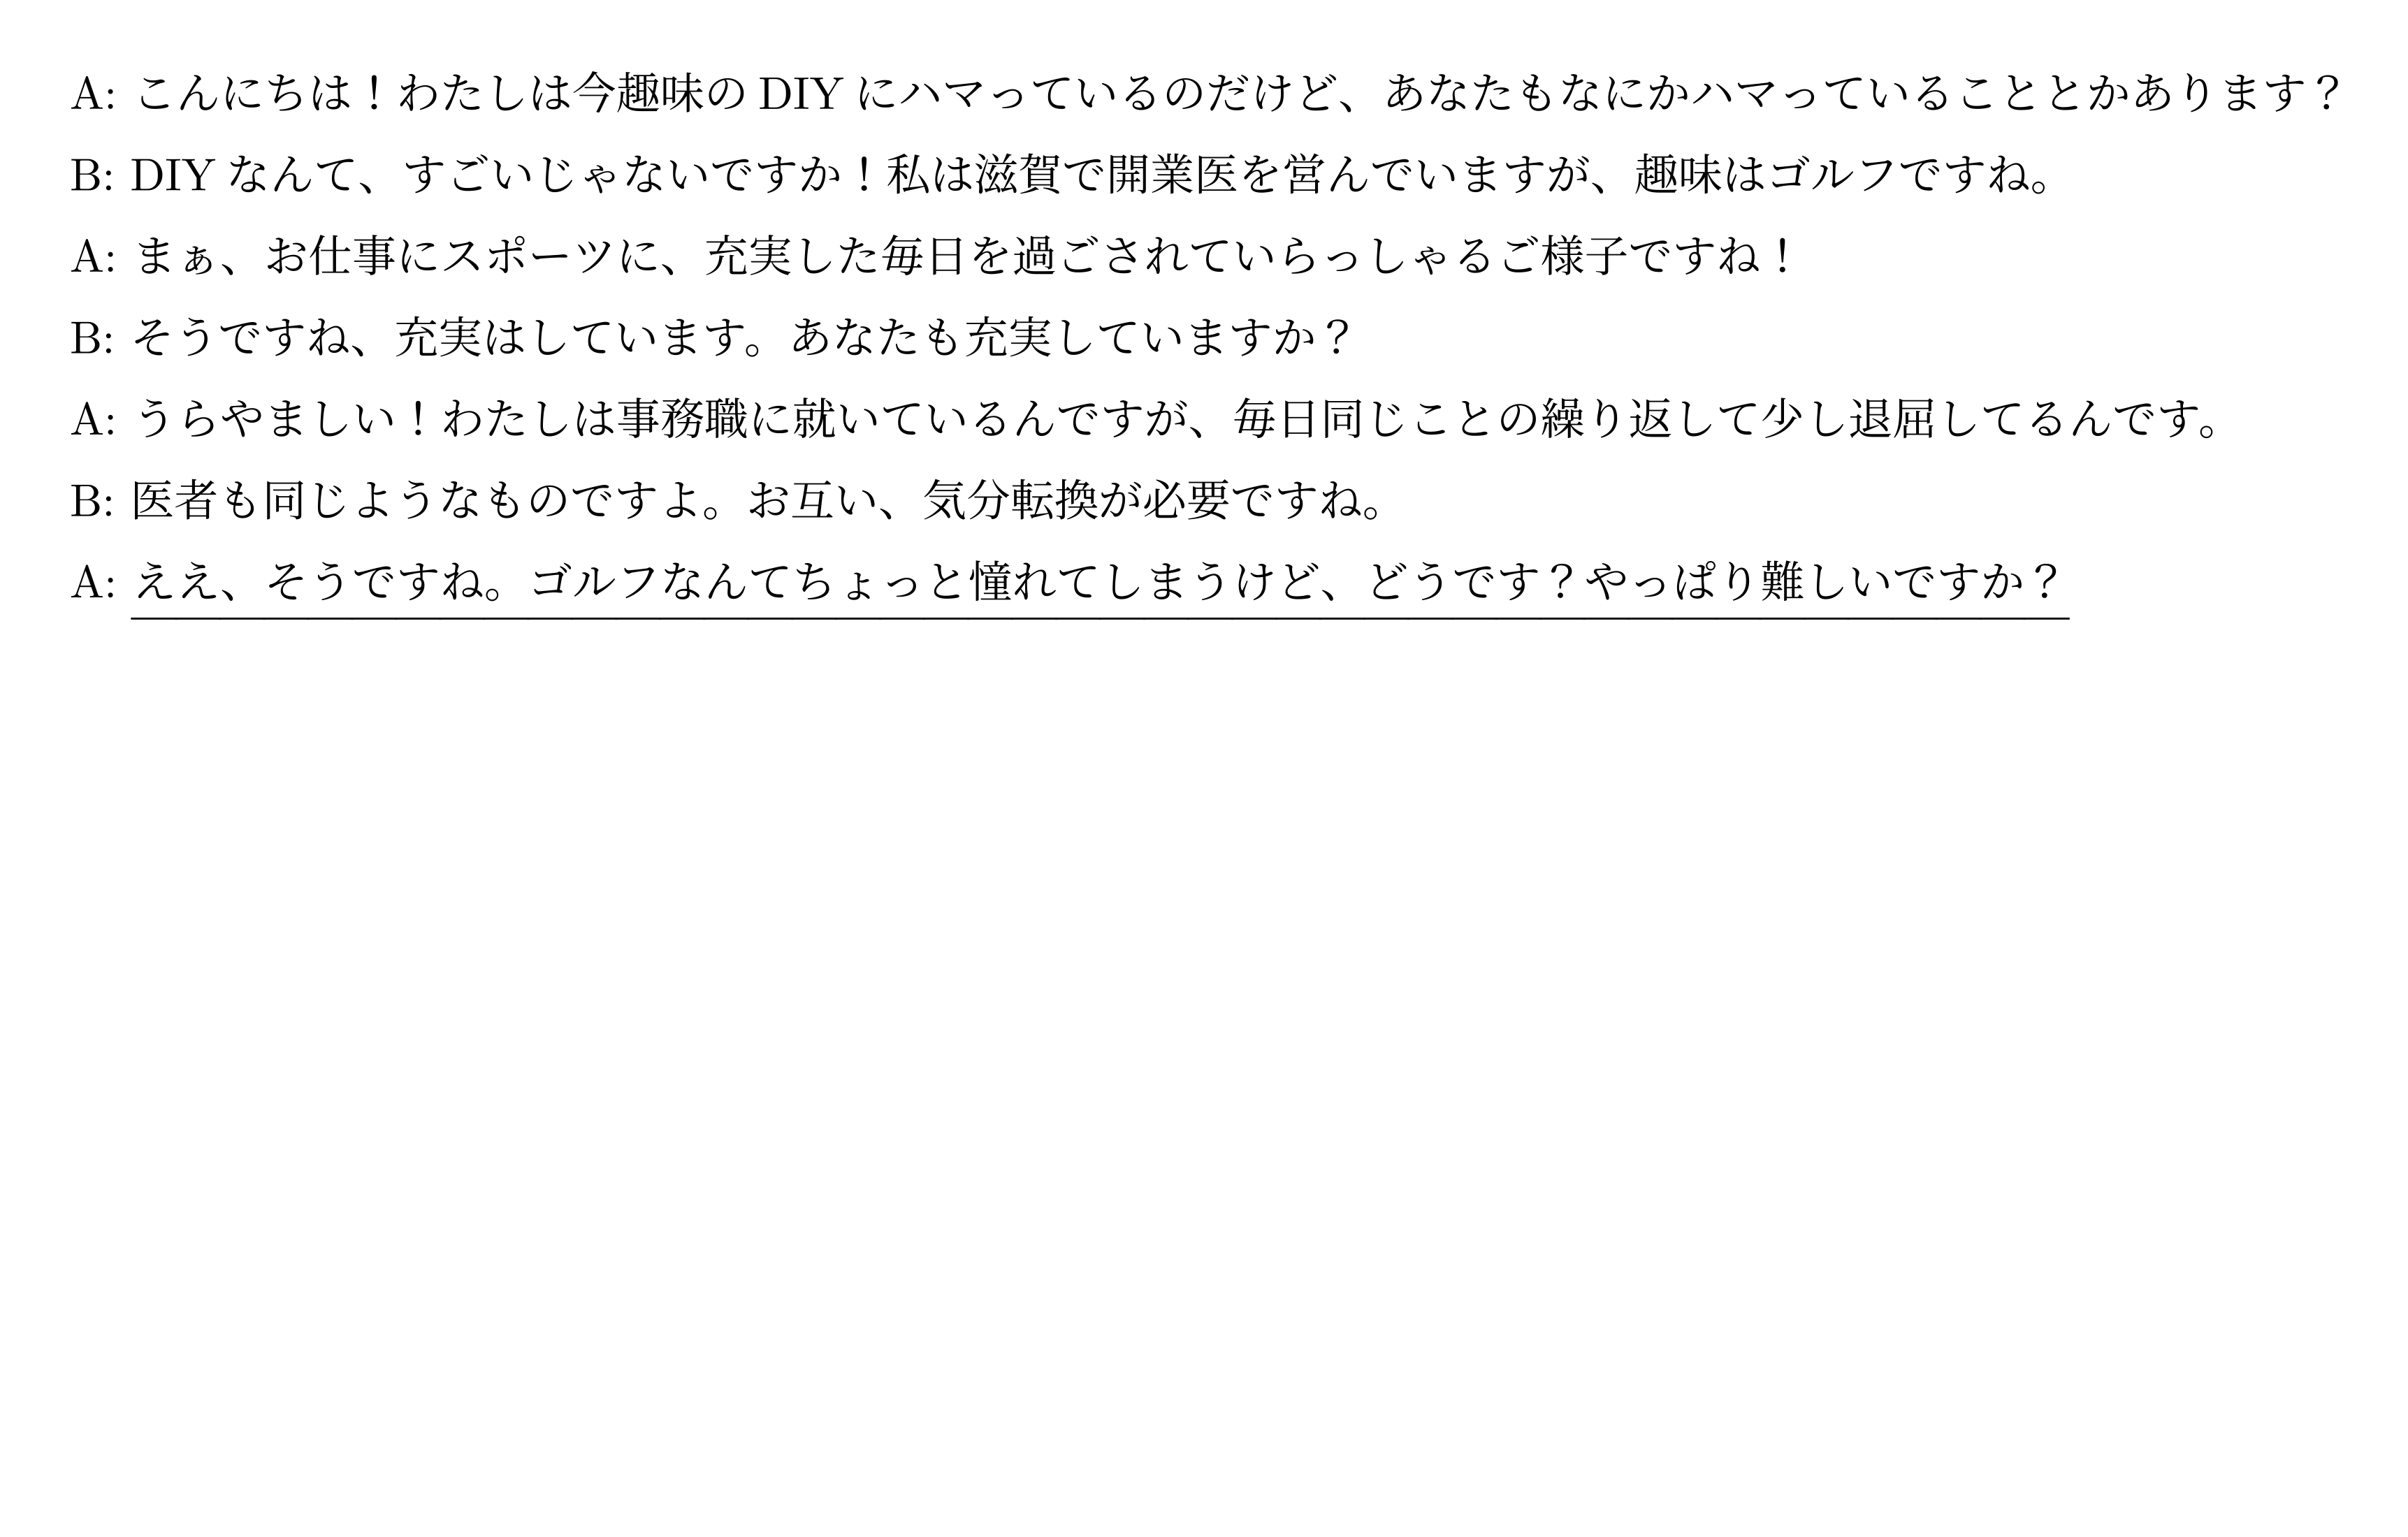 A: こんにちは！わたしは今趣味の DIY にハマっているのだけど、あなたもなにかハマっていることとかあります？
B: DIY なんて、すごいじゃないですか！私は滋賀で開業医を営んでいますが、趣味はゴルフですね。
A: まぁ、お仕事にスポーツに、充実した毎日を過ごされていらっしゃるご様子ですね！
B: そうですね、充実はしています。あなたも充実していますか？
A: うらやましい！わたしは事務職に就いているんですが、毎日同じことの繰り返しで少し退屈してるんです。
B: 医者も同じようなものですよ。お互い、気分転換が必要ですね。
A: ええ、そうですね。ゴルフなんてちょっと憧れてしまうけど、どうです？やっぱり難しいですか？